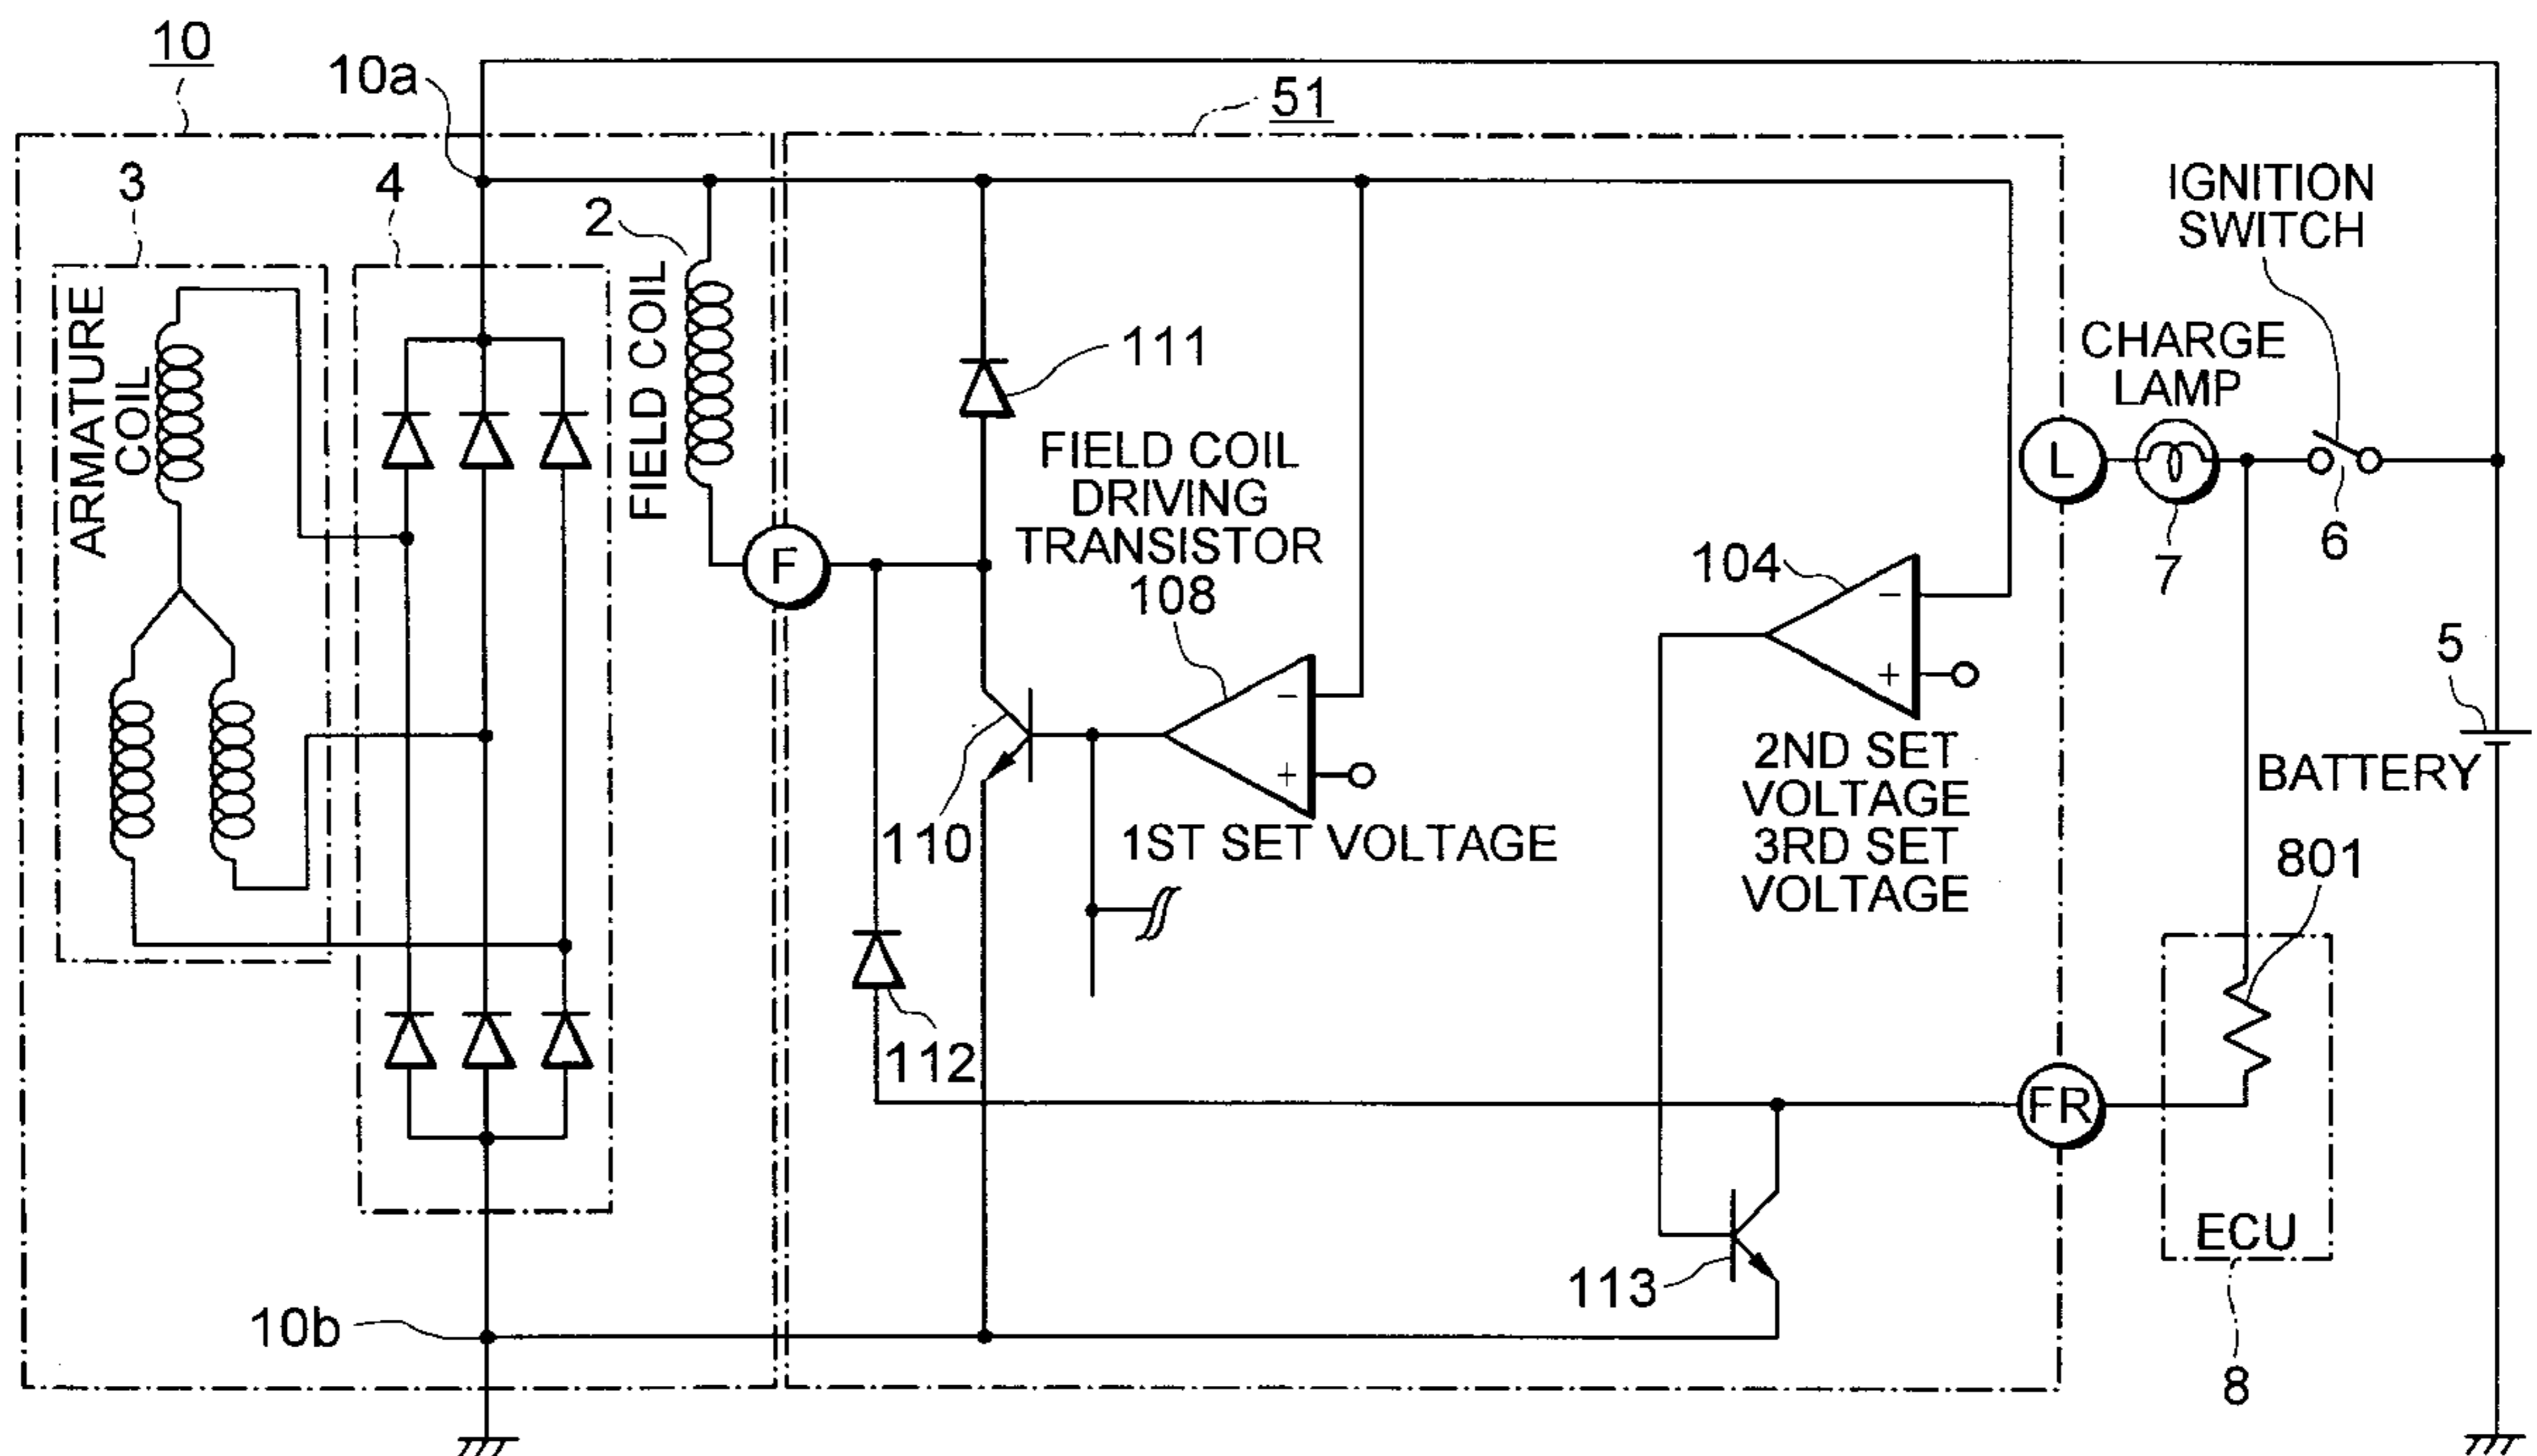 10
10a
51
3
4
2
IGNITION
SWITCH
ARMATURE
COIL
FIELD COIL
111
CHARGE
LAMP
FIELD COIL
DRIVING
TRANSISTOR
108
L
7
6
F
104
−
+
5
2ND SET
VOLTAGE
3RD SET
VOLTAGE
BATTERY
−
+
110
1ST SET VOLTAGE
801
112
FR
ECU
113
10b
8